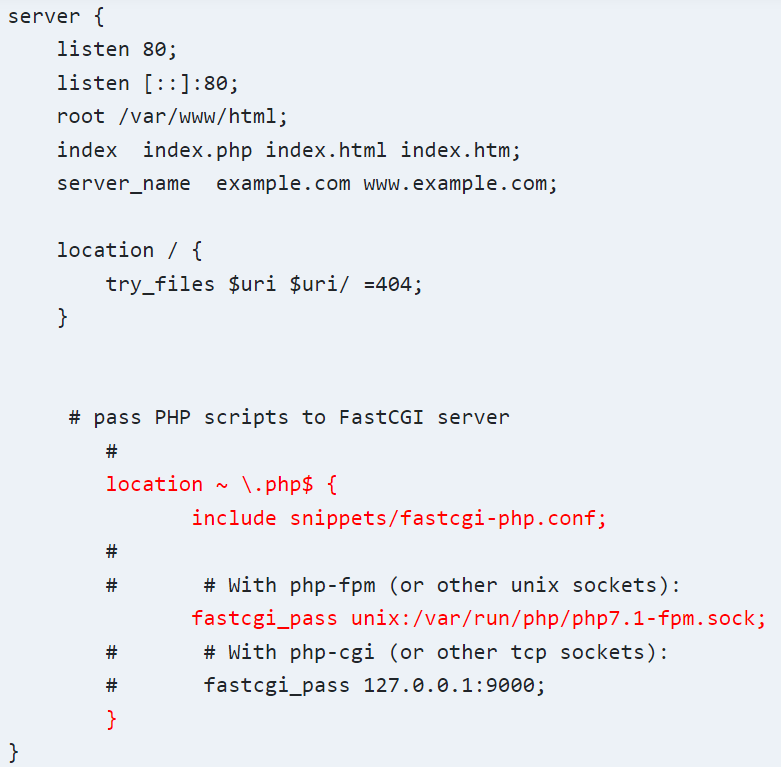 server {
    listen 80;
    listen [::]:80;
    root /var/www/html;
    index  index.php index.html index.htm;
    server_name  example.com www.example.com;

    location / {
        try_files $uri $uri/ =404;
    }


     # pass PHP scripts to FastCGI server
        #
        location ~ \.php$ {
               include snippets/fastcgi-php.conf;
        #
        #       # With php-fpm (or other unix sockets):
               fastcgi_pass unix:/var/run/php/php7.1-fpm.sock;
        #       # With php-cgi (or other tcp sockets):
        #       fastcgi_pass 127.0.0.1:9000;
        }
}